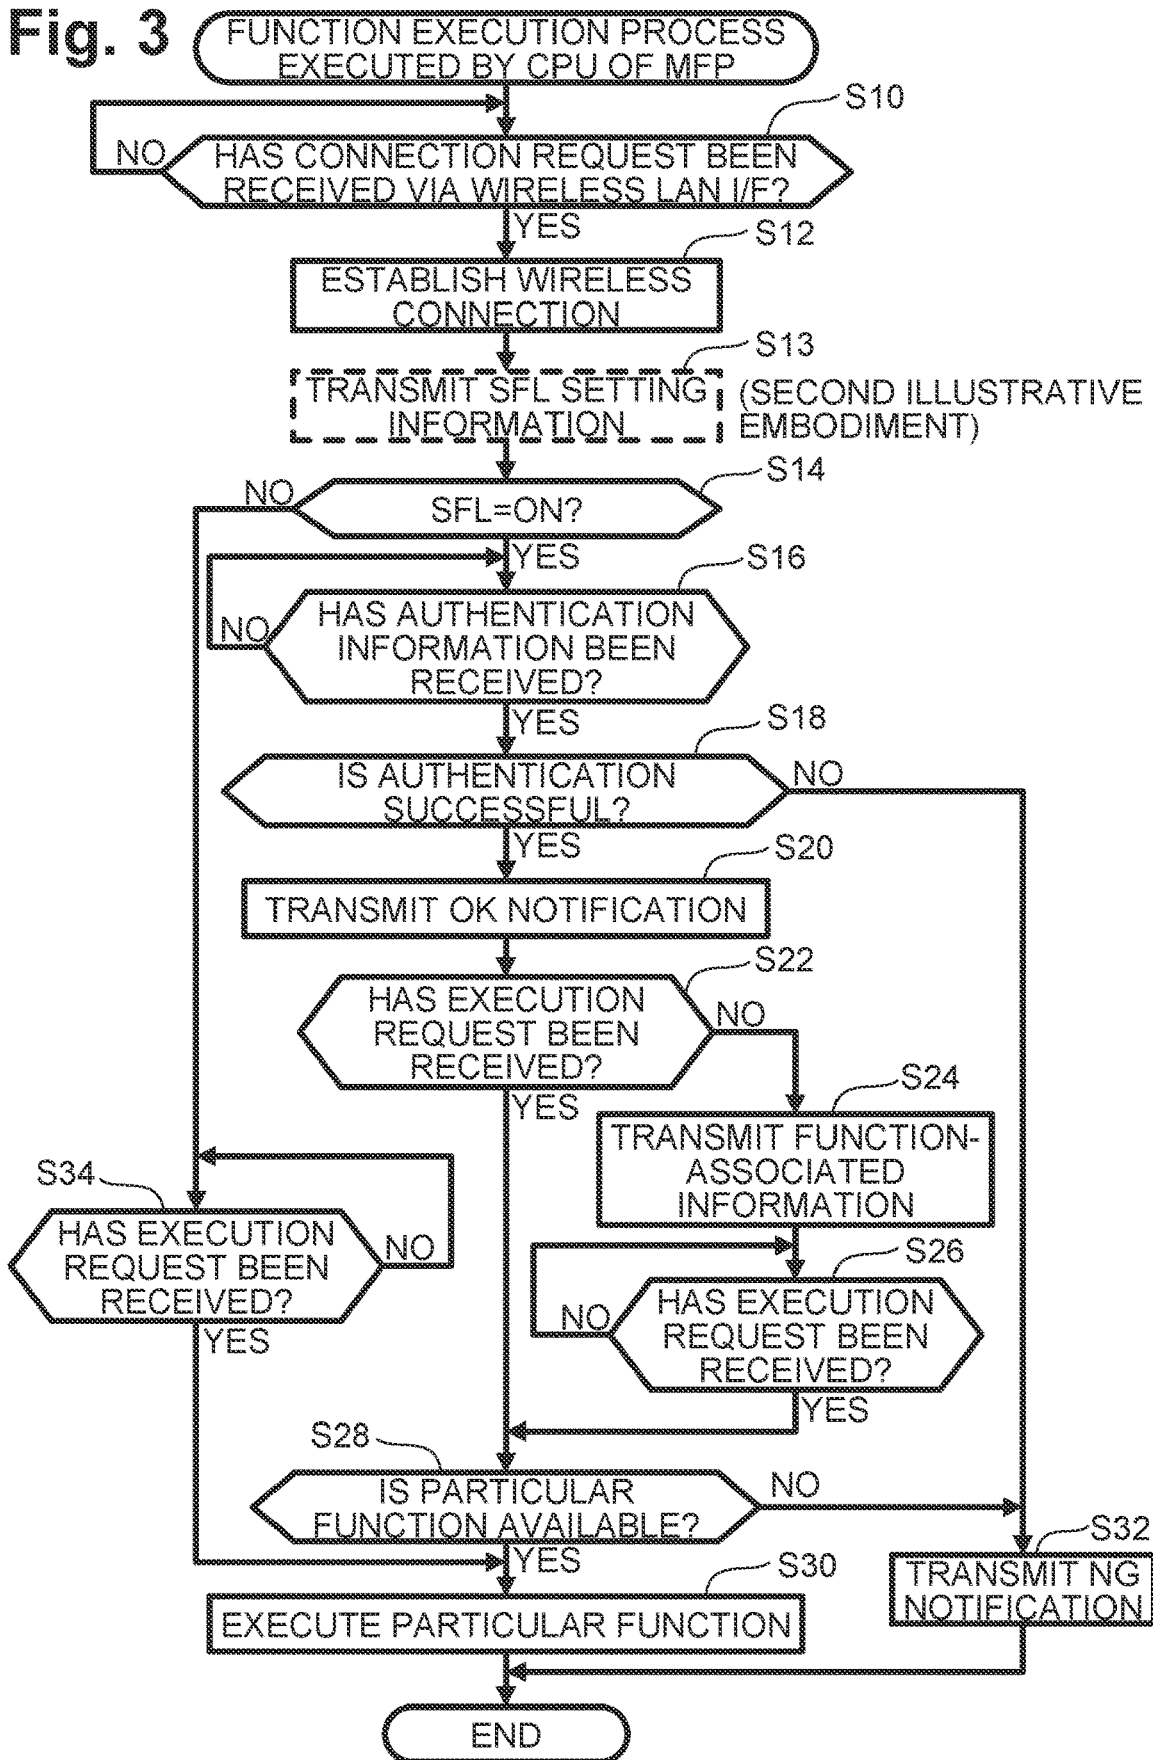 Fig. 3
FUNCTION EXECUTION PROCESS
EXECUTED BY CPU OF MFP
S10
NO
HAS CONNECTION REQUEST BEEN
RECEIVED VIA WIRELESS LAN I/F?
YES
S12
ESTABLISH WIRELESS
CONNECTION
S13
TRANSMIT SFL SETTING
INFORMATION
(SECOND ILLUSTRATIVE
EMBODIMENT)
S14
NO
SFL=ON?
YES
S16
HAS AUTHENTICATION
INFORMATION BEEN
RECEIVED?
NO
YES
S18
IS AUTHENTICATION
SUCCESSFUL?
NO
YES
S20
TRANSMIT OK NOTIFICATION
S22
HAS EXECUTION
REQUEST BEEN
RECEIVED?
NO
YES
S24
TRANSMIT FUNCTION-
ASSOCIATED
INFORMATION
S34
HAS EXECUTION
REQUEST BEEN
RECEIVED?
NO
YES
S26
HAS EXECUTION
REQUEST BEEN
RECEIVED?
NO
YES
S28
IS PARTICULAR
FUNCTION AVAILABLE?
NO
YES
S32
TRANSMIT NG
NOTIFICATION
S30
EXECUTE PARTICULAR FUNCTION
END